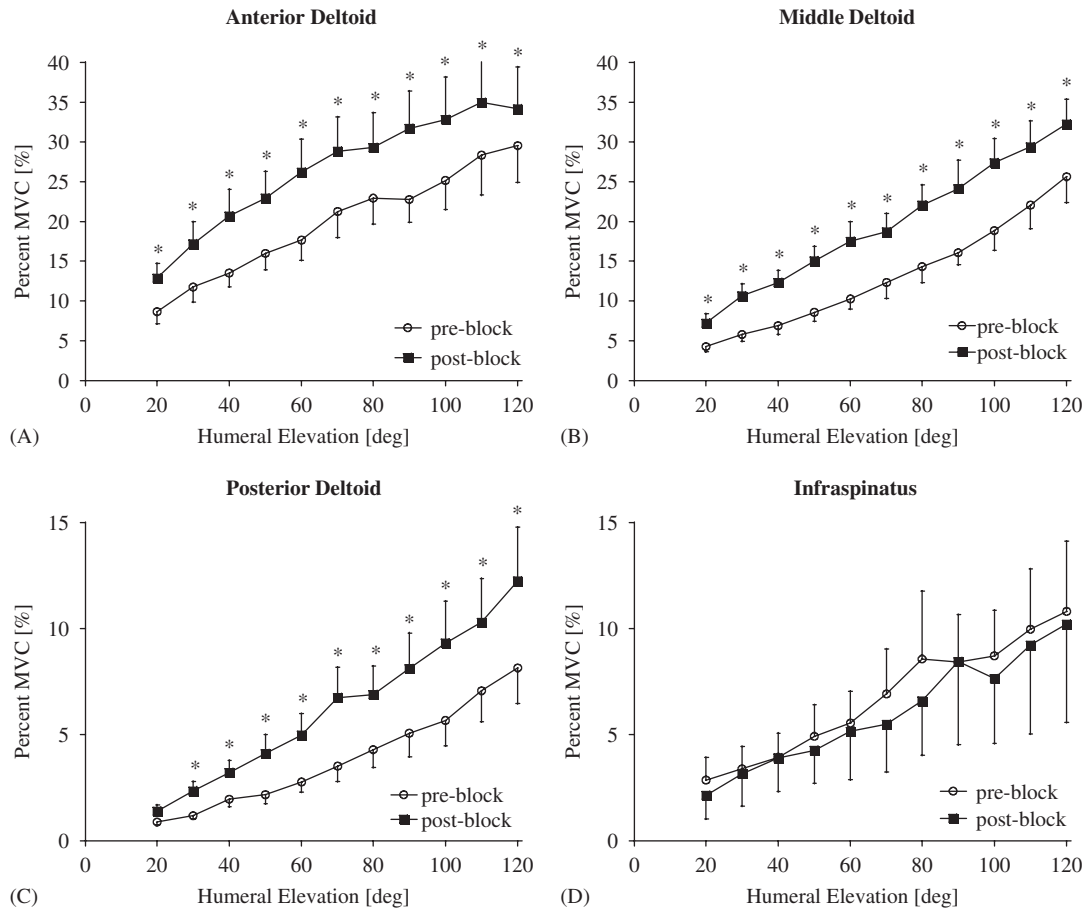 Anterior Deltoid
40
35
30
25
20
15
10
5
0
Percent MVC [%]
* * * * * * * * * * *
pre-block
post-block
0 20 40 60 80 100 120
Humeral Elevation [deg]
(A)
Middle Deltoid
40
35
30
25
20
15
10
5
0
Percent MVC [%]
* * * * * * * * * * *
pre-block
post-block
0 20 40 60 80 100 120
Humeral Elevation [deg]
(B)
Posterior Deltoid
15
10
5
0
Percent MVC [%]
* * * * * * * * * *
pre-block
post-block
0 20 40 60 80 100 120
Humeral Elevation [deg]
(C)
Infraspinatus
15
10
5
0
Percent MVC [%]
pre-block
post-block
0 20 40 60 80 100 120
Humeral Elevation [deg]
(D)